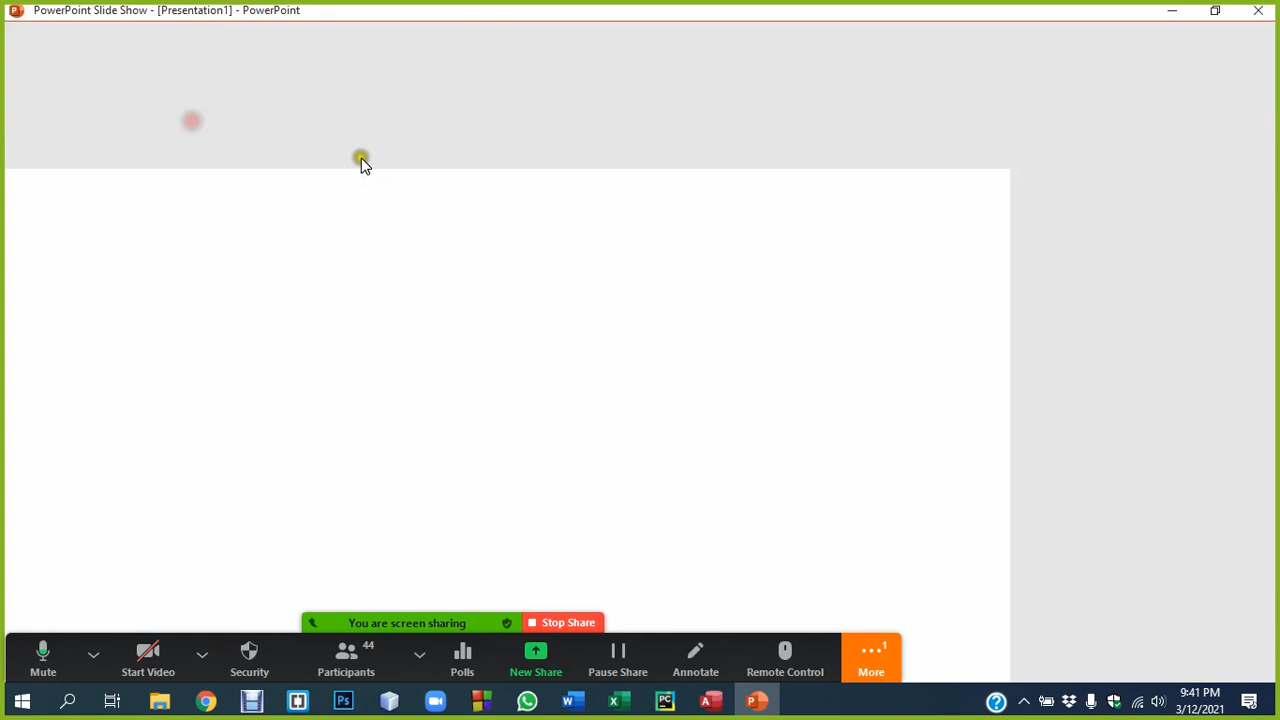 PowerPoint Slide Show - [Presentation1] - PowerPoint
You are screen sharing
Stop Share
44
1
Mute
Start Video
Security
Participants
Polls
New Share
Pause Share
Annotate
Remote Control
More
9:41 PM
3/12/2021